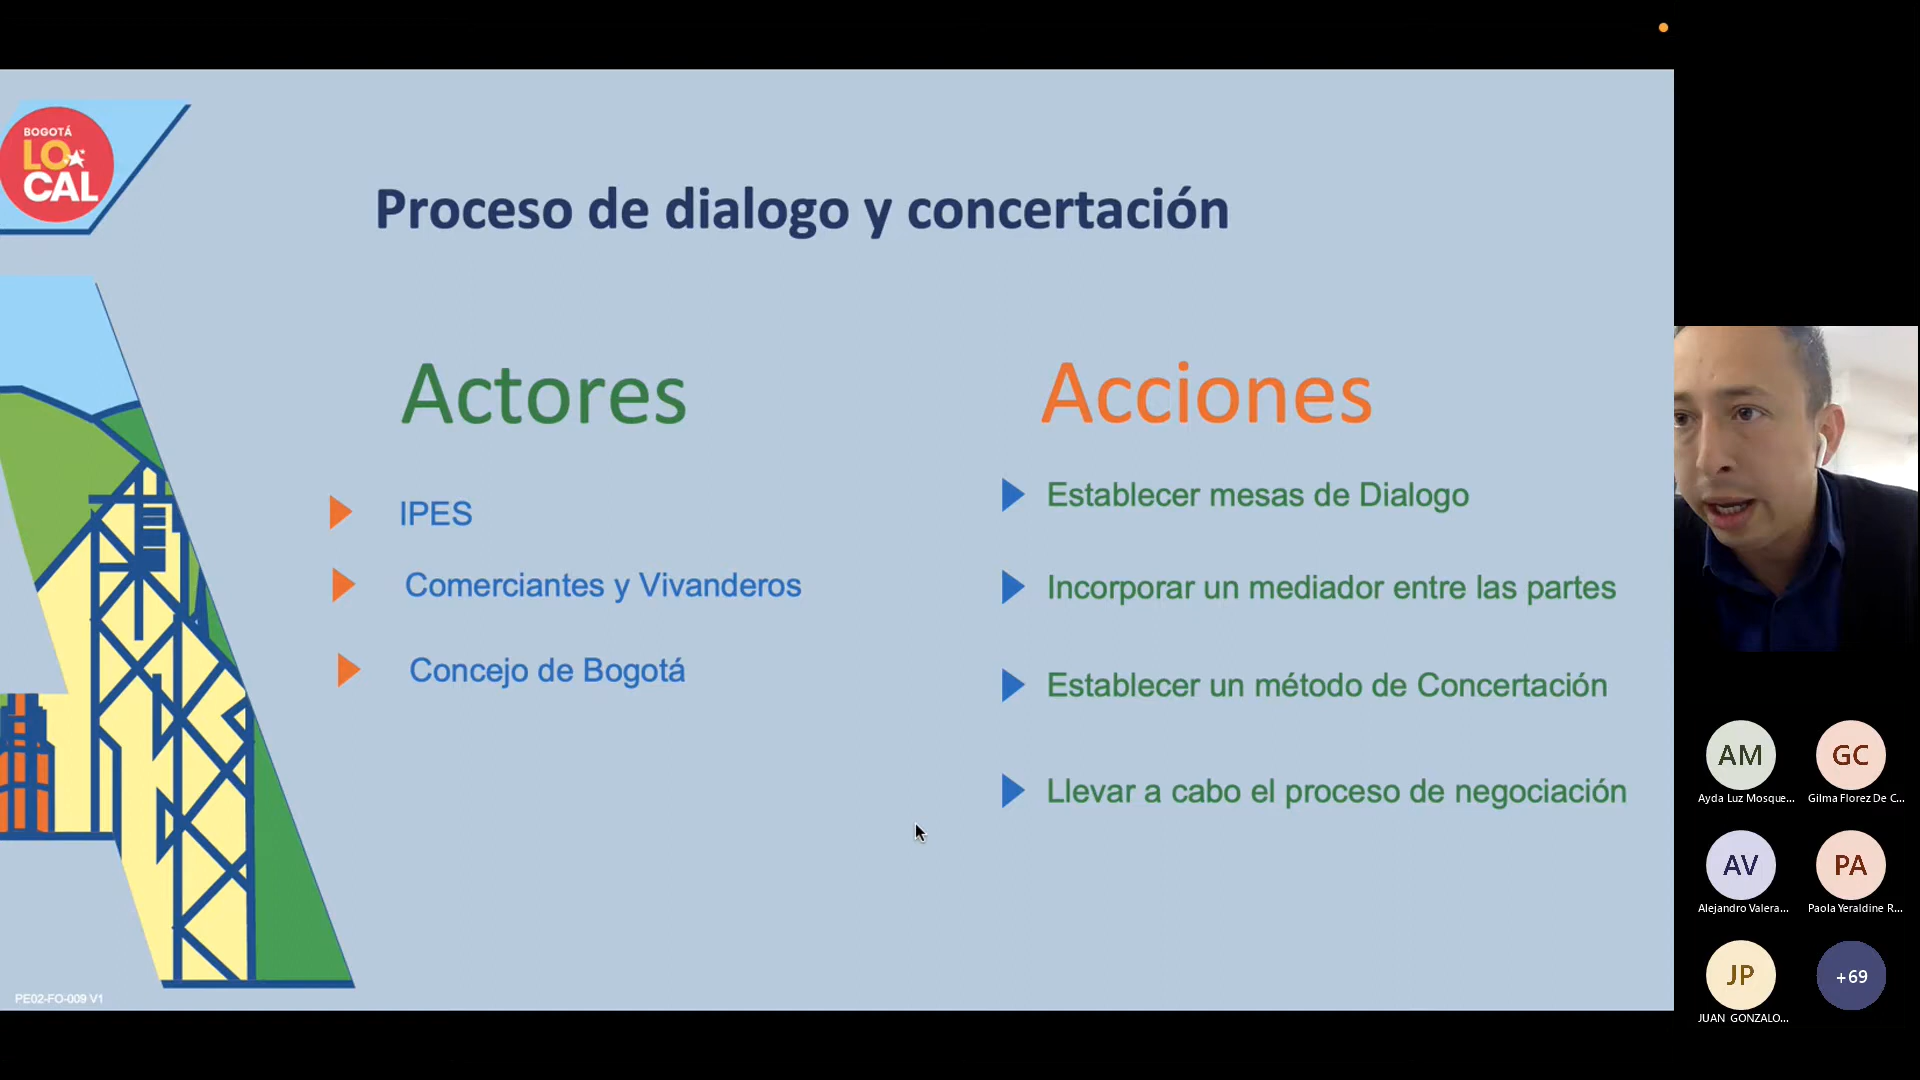 BOGOTÁ
LO
CAL
Proceso de dialogo y concertación
Actores
IPES
Comerciantes y Vivanderos
Concejo de Bogotá
Acciones
Establecer mesas de Dialogo
Incorporar un mediador entre las partes
Establecer un método de Concertación
Llevar a cabo el proceso de negociación
PE02-FO-009 V1
AM
Ayda Luz Mosque...
GC
Gilma Florez De C...
AV
Alejandro Valera...
PA
Paola Yeraldine R...
JP
JUAN GONZALO...
+69